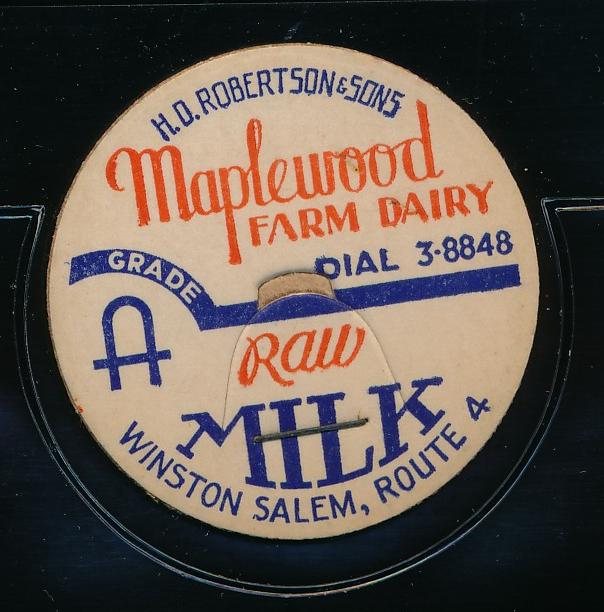 H.D. ROBERTSON & SONS
Maplewood
FARM DAIRY
DIAL 3-8848
GRADE
A
Raw
MILK
WINSTON SALEM, ROUTE 4